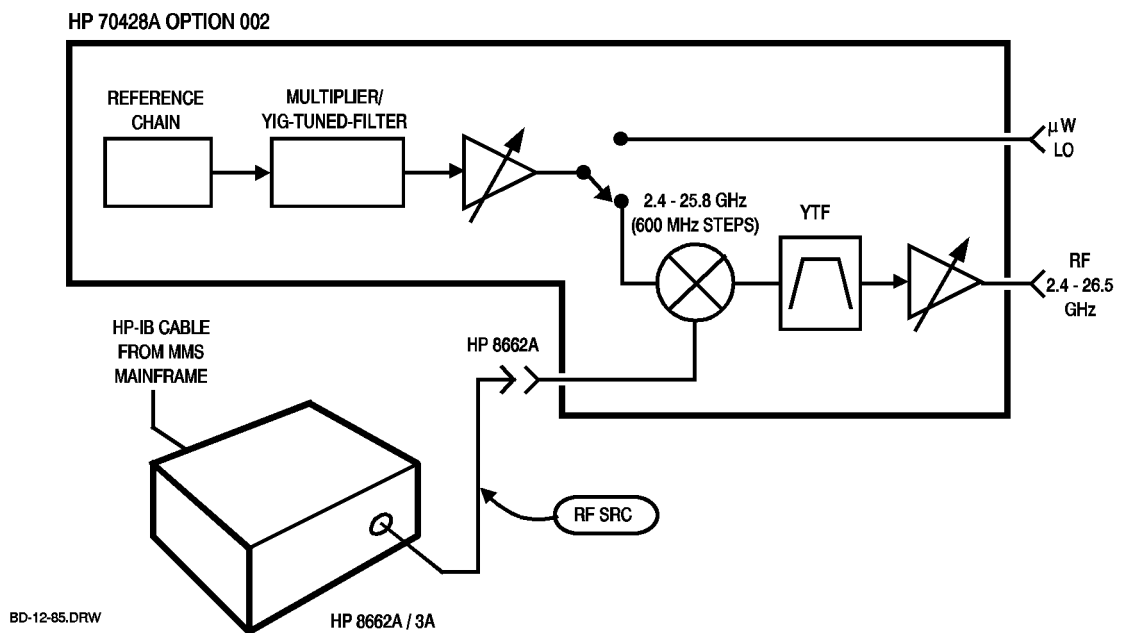 HP 70428A OPTION 002
REFERENCE
CHAIN
MULTIPLIER/
YIG-TUNED-FILTER
μW
LO
2.4 - 25.8 GHz
(600 MHz STEPS)
YTF
RF
2.4 - 26.5
GHz
HP-IB CABLE
FROM MMS
MAINFRAME
HP 8662A
RF SRC
HP 8662A / 3A
BD-12-85.DRW